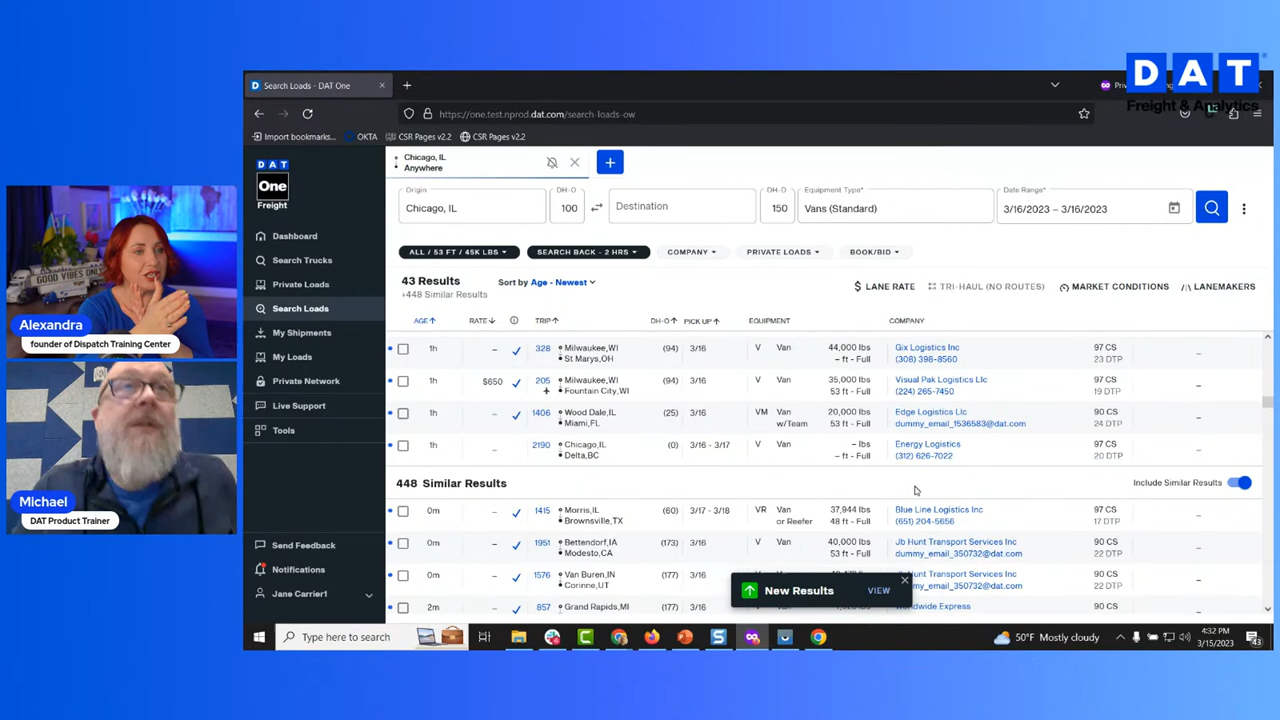 DAT
Freight & Analytics
Search Loads - DAT One
https://one.test.nprod.dat.com/search-loads-ow
Import bookmarks...
OKTA
CSR Pages v2.2
CSR Pages v2.2
DAT
One
Freight
Dashboard
Search Trucks
Private Loads
Search Loads
My Shipments
My Loads
Private Network
Live Support
Tools
Send Feedback
Notifications
Jane Carrier1
Chicago, IL
Anywhere
Origin
Chicago, IL
DH-O
100
Destination
DH-D
150
Equipment Type*
Vans (Standard)
Date Range*
3/16/2023 – 3/16/2023
ALL / 53 FT / 45K LBS
SEARCH BACK - 2 HRS
COMPANY
PRIVATE LOADS
BOOK/BID
43 Results
+448 Similar Results
Sort by Age - Newest
LANE RATE
TRI-HAUL (NO ROUTES)
MARKET CONDITIONS
LANEMAKERS
AGE RATE TRIP DH-O PICK UP EQUIPMENT COMPANY
1h – 328 Milwaukee,WI (94) 3/16 V Van 44,000 lbs Gix Logistics Inc 97 CS –
St Marys,OH – ft - Full (308) 398-8560 23 DTP
1h $650 205 Milwaukee,WI (94) 3/16 V Van 35,000 lbs Visual Pak Logistics Llc 97 CS –
Fountain City,WI 53 ft - Full (224) 265-7450 19 DTP
1h – 1406 Wood Dale,IL (25) 3/16 VM Van 20,000 lbs Edge Logistics Llc 90 CS –
Miami,FL w/Team 53 ft - Full dummy_email_1536583@dat.com 24 DTP
1h – 2190 Chicago,IL (0) 3/16 - 3/17 V Van – lbs Energy Logistics 97 CS –
Delta,BC – ft - Full (312) 626-7022 20 DTP
448 Similar Results
Include Similar Results
0m – 1415 Morris,IL (60) 3/17 - 3/18 VR Van 37,944 lbs Blue Line Logistics Inc 97 CS –
Brownsville,TX or Reefer 48 ft - Full (651) 204-5656 17 DTP
0m – 1951 Bettendorf,IA (173) 3/16 V Van 40,000 lbs Jb Hunt Transport Services Inc 90 CS –
Modesto,CA 53 ft - Full dummy_email_350732@dat.com 22 DTP
0m – 1576 Van Buren,IN (177) 3/16 Hunt Transport Services Inc 90 CS –
Corinne,UT dummy_email_350732@dat.com 22 DTP
2m – 857 Grand Rapids,MI (177) 3/16 Worldwide Express 90 CS
New Results
VIEW
GOOD VIBES ONLY
Alexandra
founder of Dispatch Training Center
Michael
DAT Product Trainer
Type here to search
50°F Mostly cloudy
4:32 PM
3/15/2023
43